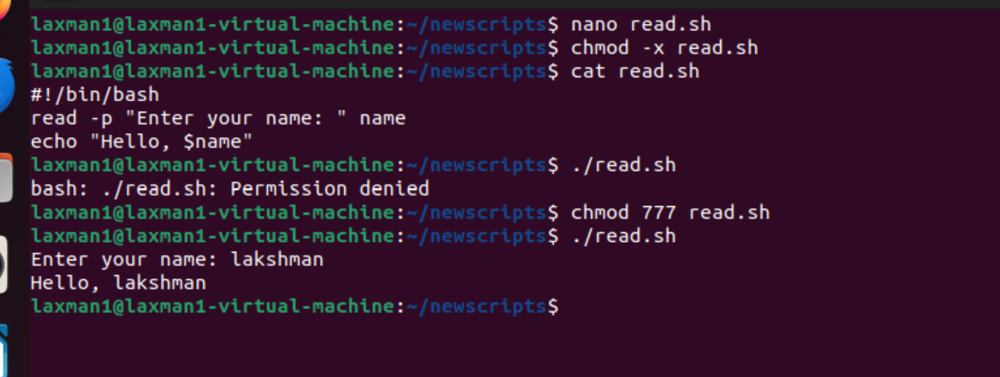 laxman1@laxman1-virtual-machine:~/newscripts$ nano read.sh
laxman1@laxman1-virtual-machine:~/newscripts$ chmod -x read.sh
laxman1@laxman1-virtual-machine:~/newscripts$ cat read.sh
#!/bin/bash
read -p "Enter your name: " name
echo "Hello, $name"
laxman1@laxman1-virtual-machine:~/newscripts$ ./read.sh
bash: ./read.sh: Permission denied
laxman1@laxman1-virtual-machine:~/newscripts$ chmod 777 read.sh
laxman1@laxman1-virtual-machine:~/newscripts$ ./read.sh
Enter your name: lakshman
Hello, lakshman
laxman1@laxman1-virtual-machine:~/newscripts$